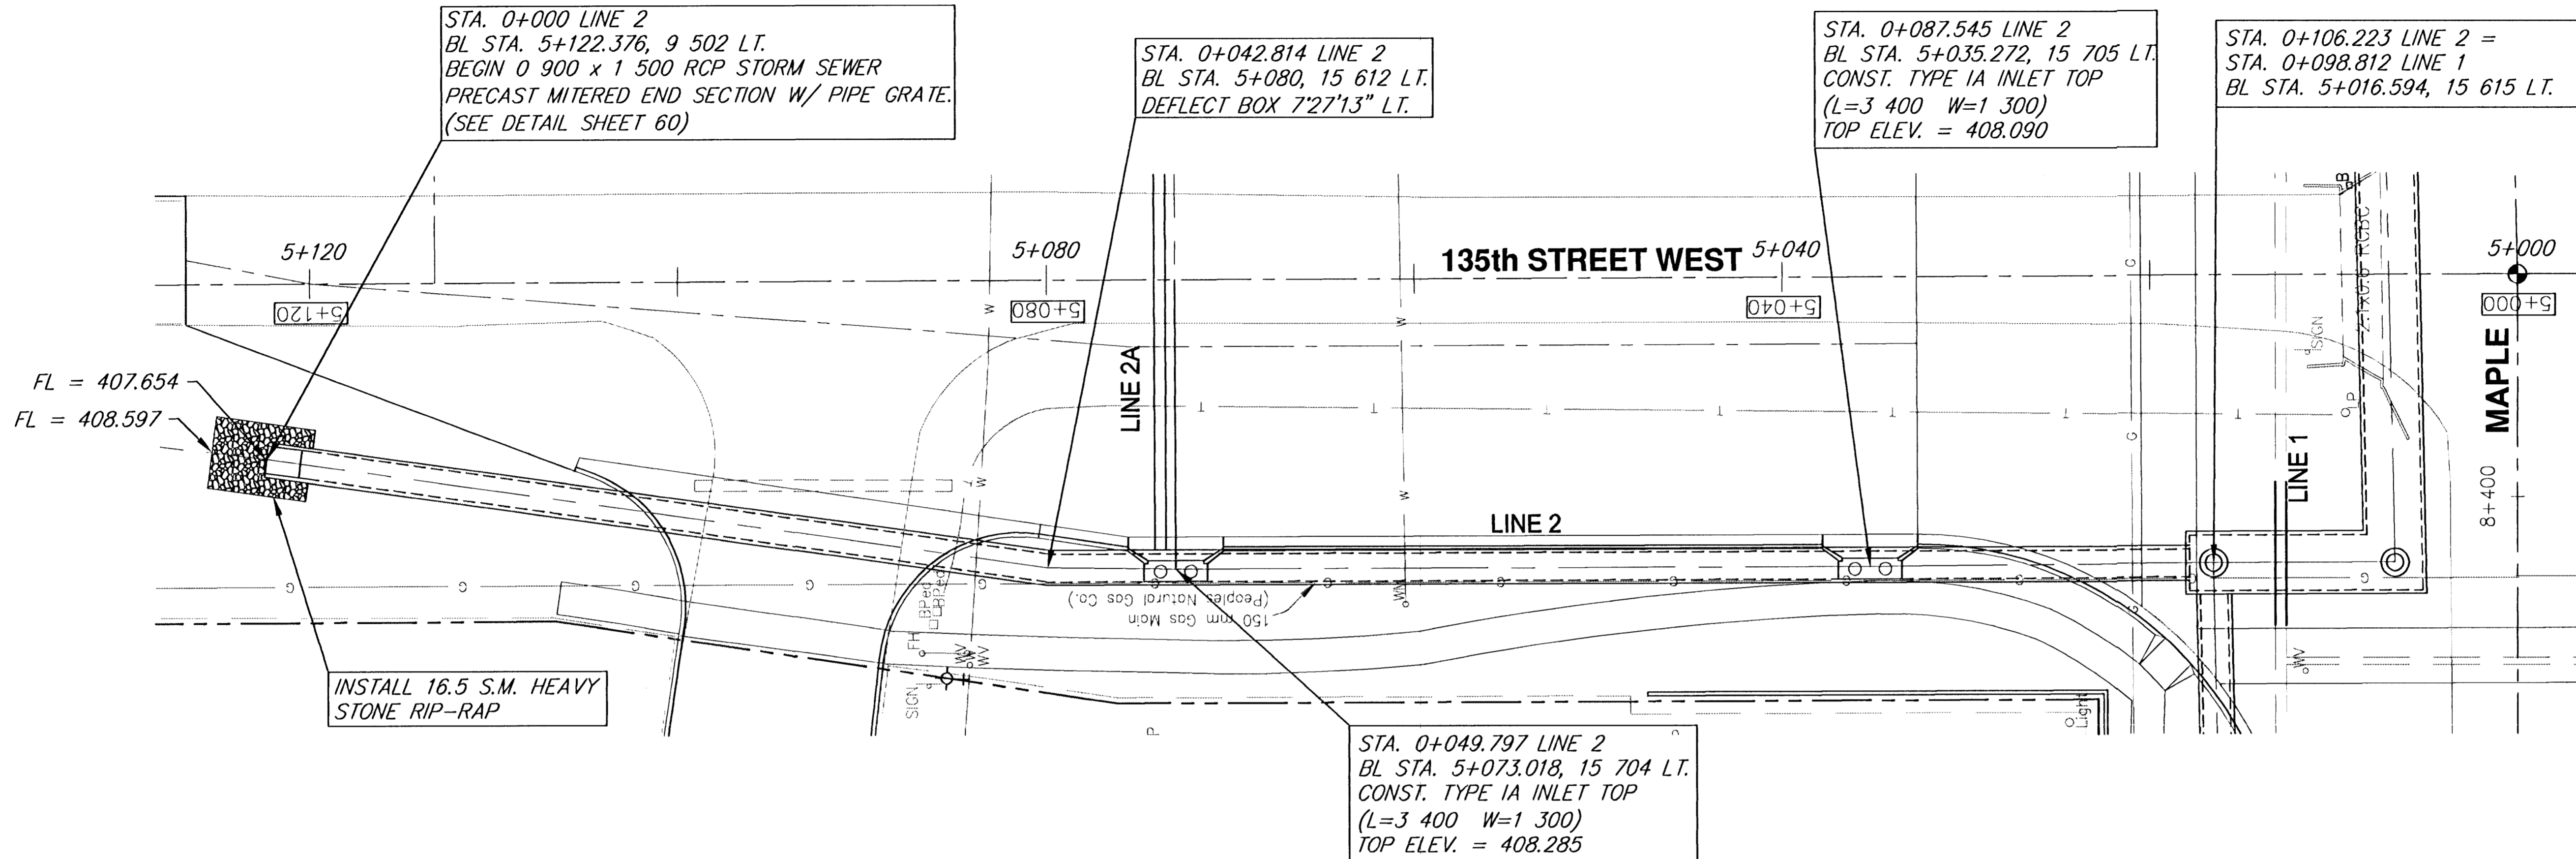 STA. 0+000 LINE 2
BL STA. 5+122.376, 9 502 LT.
BEGIN 0 900 x 1 500 RCP STORM SEWER
PRECAST MITERED END SECTION W/ PIPE GRATE.
(SEE DETAIL SHEET 60)
STA. 0+042.814 LINE 2
BL STA. 5+080, 15 612 LT.
DEFLECT BOX 7°27'13" LT.
STA. 0+087.545 LINE 2
BL STA. 5+035.272, 15 705 LT.
CONST. TYPE IA INLET TOP
(L=3 400 W=1 300)
TOP ELEV. = 408.090
STA. 0+106.223 LINE 2 =
STA. 0+098.812 LINE 1
BL STA. 5+016.594, 15 615 LT.
5+120
5+080
135th STREET WEST
5+040
5+000
5+120
5+080
5+040
5+000
SIGN
MAPLE
LINE 2A
LINE 1
8+400
FL = 407.654
FL = 408.597
LINE 2
150 mm Gas Main
(Peoples Natural Gas Co.)
BPed
BPed
FH
WV
WV
WV
SIGN
Light
INSTALL 16.5 S.M. HEAVY
STONE RIP-RAP
STA. 0+049.797 LINE 2
BL STA. 5+073.018, 15 704 LT.
CONST. TYPE IA INLET TOP
(L=3 400 W=1 300)
TOP ELEV. = 408.285